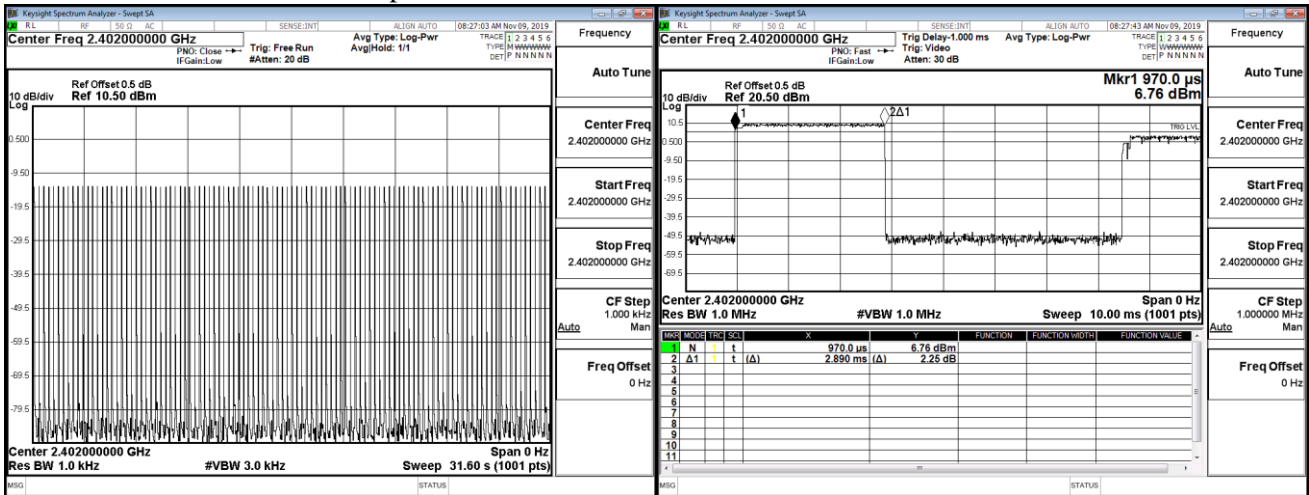 Keysight Spectrum Analyzer - Swept SA
RL RF 50 Ω AC SENSE:INT ALIGN AUTO 08:27:03 AM Nov 09, 2019
Center Freq 2.402000000 GHz
PNO: Close Trig: Free Run
IFGain:Low #Atten: 20 dB
Avg Type: Log-Pwr
Avg|Hold: 1/1
TRACE 1 2 3 4 5 6
TYPE M WWWWW
DET P N N N N N
Ref Offset 0.5 dB
10 dB/div Ref 10.50 dBm
Log
0.500
-9.50
-19.5
-29.5
-39.5
-49.5
-59.5
-69.5
-79.5
Center 2.402000000 GHz Span 0 Hz
Res BW 1.0 kHz #VBW 3.0 kHz Sweep 31.60 s (1001 pts)
MSG STATUS
Frequency
Auto Tune
Center Freq
2.402000000 GHz
Start Freq
2.402000000 GHz
Stop Freq
2.402000000 GHz
CF Step
1.000 kHz
Auto Man
Freq Offset
0 Hz
Keysight Spectrum Analyzer - Swept SA
RL RF 50 Ω AC SENSE:INT ALIGN AUTO 08:27:43 AM Nov 09, 2019
Center Freq 2.402000000 GHz
PNO: Fast Trig Delay-1.000 ms
Trig: Video
IFGain:Low Atten: 30 dB
Avg Type: Log-Pwr
TRACE 1 2 3 4 5 6
TYPE WWWWWW
DET P N N N N N
Mkr1 970.0 µs
6.76 dBm
Ref Offset 0.5 dB
10 dB/div Ref 20.50 dBm
Log
1
2Δ1
TRIG LVL
10.5
0.500
-9.50
-19.5
-29.5
-39.5
-49.5
-59.5
-69.5
Center 2.402000000 GHz Span 0 Hz
Res BW 1.0 MHz #VBW 1.0 MHz Sweep 10.00 ms (1001 pts)
MKR MODE TRC SCL X Y FUNCTION FUNCTION WIDTH FUNCTION VALUE
1 N 1 t 970.0 µs 6.76 dBm
2 Δ1 1 t (Δ) 2.890 ms (Δ) 2.25 dB
3
4
5
6
7
8
9
10
11
MSG STATUS
Frequency
Auto Tune
Center Freq
2.402000000 GHz
Start Freq
2.402000000 GHz
Stop Freq
2.402000000 GHz
CF Step
1.000000 MHz
Auto Man
Freq Offset
0 Hz